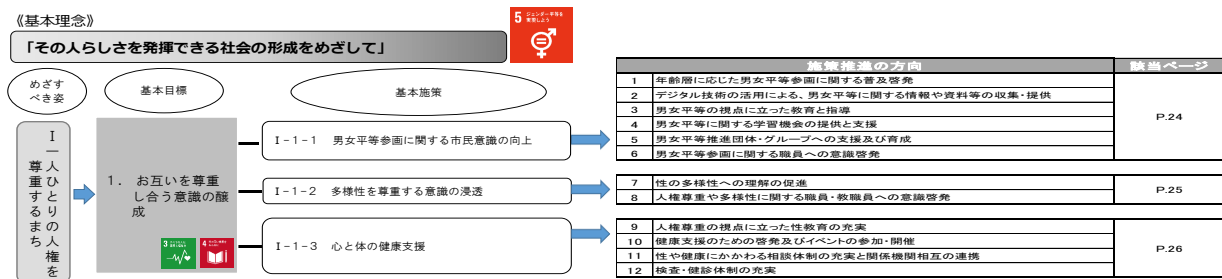 《基本理念》
「その人らしさを発揮できる社会の形成をめざして」
5 ジェンダー平等を
実現しよう
めざす
べき姿
基本目標
基本施策
施策推進の方向
該当ページ
Ⅰ 一人ひとりの人権を
尊重するまち
1. お互いを尊重
し合う意識の醸
成
3
4
Ⅰ-1-1 男女平等参画に関する市民意識の向上
1 年齢層に応じた男女平等参画に関する普及啓発
2 デジタル技術の活用による、男女平等に関する情報や資料等の収集・提供
3 男女平等の視点に立った教育と指導
4 男女平等に関する学習機会の提供と支援
5 男女平等推進団体・グループへの支援及び育成
6 男女平等参画に関する職員への意識啓発
P.24
Ⅰ-1-2 多様性を尊重する意識の浸透
7 性の多様性への理解の促進
8 人権尊重や多様性に関する職員・教職員への意識啓発
P.25
Ⅰ-1-3 心と体の健康支援
9 人権尊重の視点に立った性教育の充実
10 健康支援のための啓発及びイベントの参加・開催
11 性や健康にかかわる相談体制の充実と関係機関相互の連携
12 検査・健診体制の充実
P.26